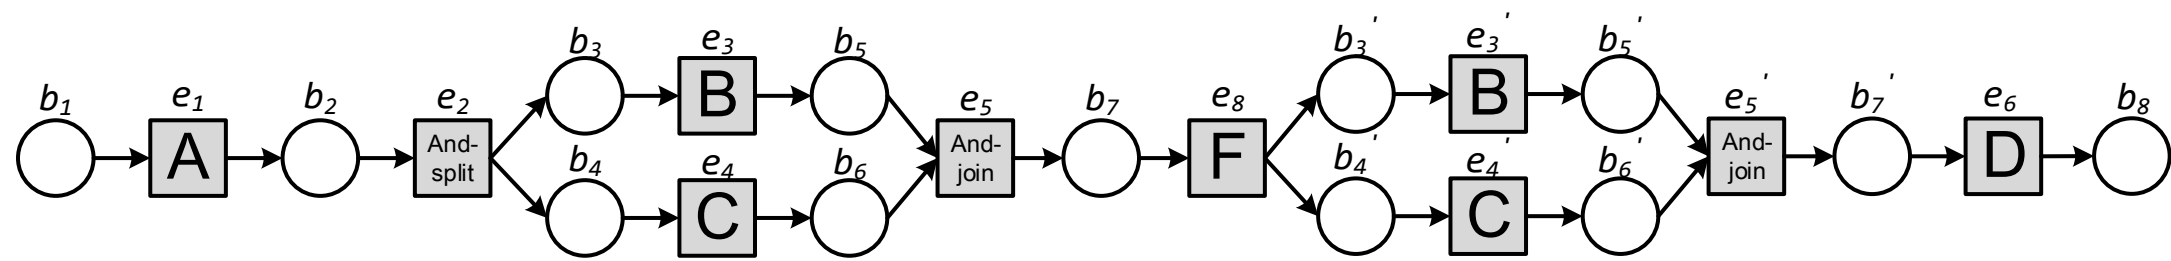 b1
e1
A
b2
e2
And-
split
b3
e3
B
b5
b4
e4
C
b6
e5
And-
join
b7
e8
F
b3'
e3'
B
b5'
b4'
e4'
C
b6'
e5'
And-
join
b7'
e6
D
b8